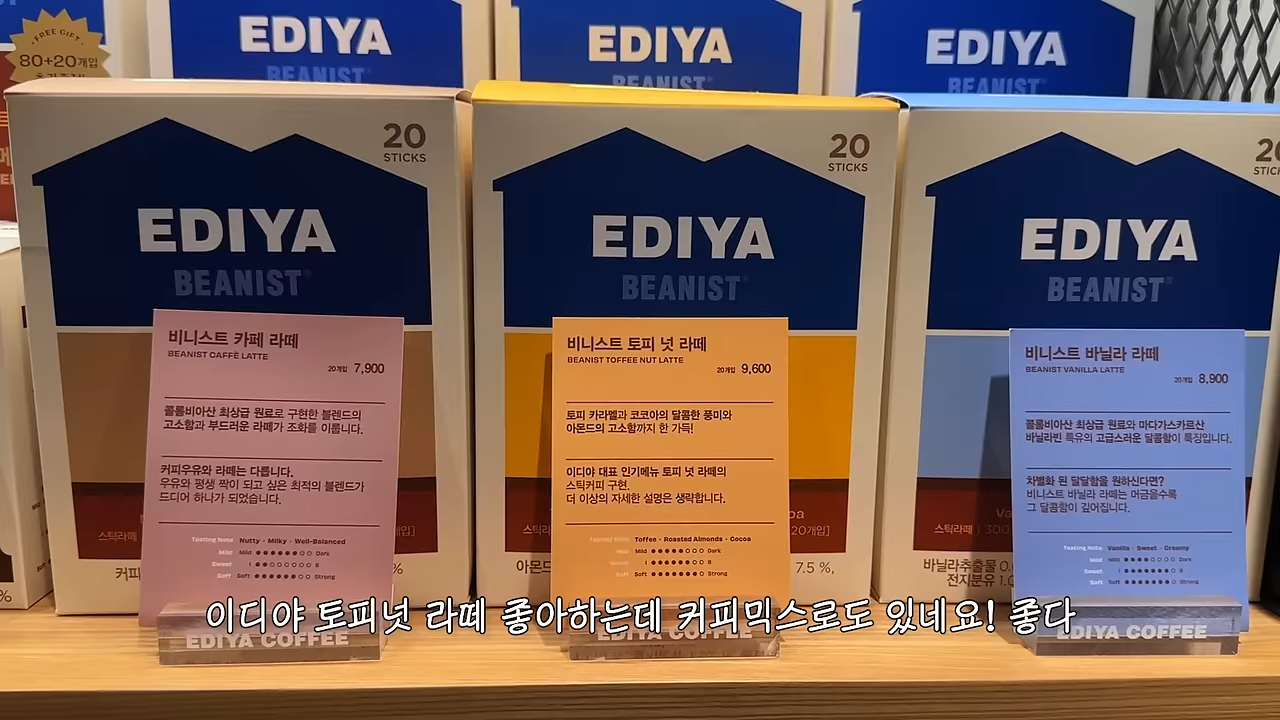 FREE GIFT
80+20개입
EDIYA
BEANIST
EDIYA
BEANIST
EDIYA
BEANIST
20
STICKS
EDIYA
BEANIST
비니스트 카페 라떼
BEANIST CAFFÈ LATTE
20개입 7,900
콜롬비아산 최상급 원료로 구현한 블렌드의
고소함과 부드러운 라떼가 조화를 이룹니다.
커피우유와 라떼는 다릅니다.
우유와 평생 짝이 되고 싶은 최적의 블렌드가
드디어 하나가 되었습니다.
Tasting Note Nutty · Milky · Well-Balanced
Mild Mild Dark
Sweet
Soft Soft Strong
EDIYA COFFEE
20
STICKS
EDIYA
BEANIST
비니스트 토피 넛 라떼
BEANIST TOFFEE NUT LATTE
20개입 9,600
토피 카라멜과 코코아의 달콤한 풍미와
아몬드의 고소함까지 한 가득!
이디야 대표 인기메뉴 토피 넛 라떼의
스틱커피 구현.
더 이상의 자세한 설명은 생략합니다.
Tasting Note Toffee · Roasted Almonds · Cocoa
Mild Mild Dark
Sweet
Soft Soft Strong
7.5 %,
EDIYA COFFEE
STICK
EDIYA
BEANIST
비니스트 바닐라 라떼
BEANIST VANILLA LATTE
20개입 8,900
콜롬비아산 최상급 원료와 마다가스카르산
바닐라빈 특유의 고급스러운 달콤함이 특징입니다.
차별화 된 달달함을 원하신다면?
비니스트 바닐라 라떼는 머금을수록
그 달콤함이 깊어집니다.
Tasting Note Vanilla · Sweet · Creamy
Mild Mild Dark
Sweet
Soft Soft Strong
스틱라떼
바닐라추출물
전지분유
EDIYA COFFEE
이디야 토피넛 라떼 좋아하는데 커피믹스로도 있네요! 좋다